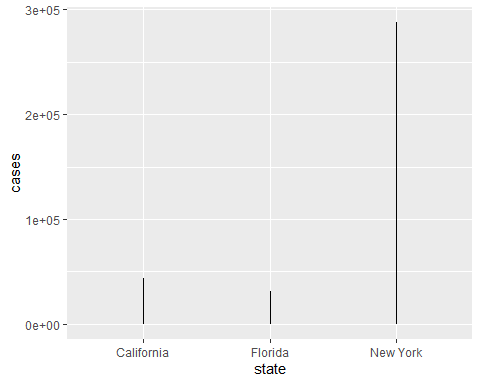 3e+05
2e+05
cases
1e+05
0e+00
California Florida New York
state